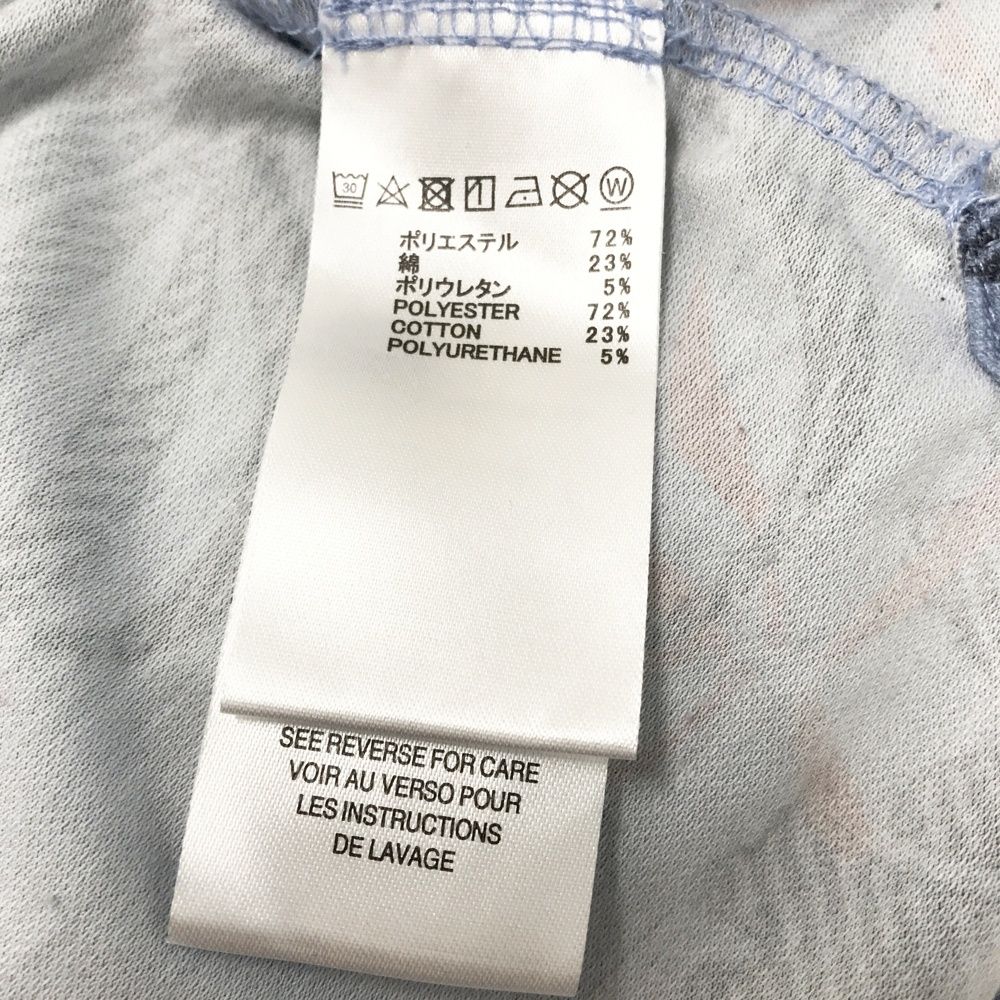 30
W
ポリエステル 72%
綿 23%
ポリウレタン 5%
POLYESTER 72%
COTTON 23%
POLYURETHANE 5%
SEE REVERSE FOR CARE
VOIR AU VERSO POUR
LES INSTRUCTIONS
DE LAVAGE